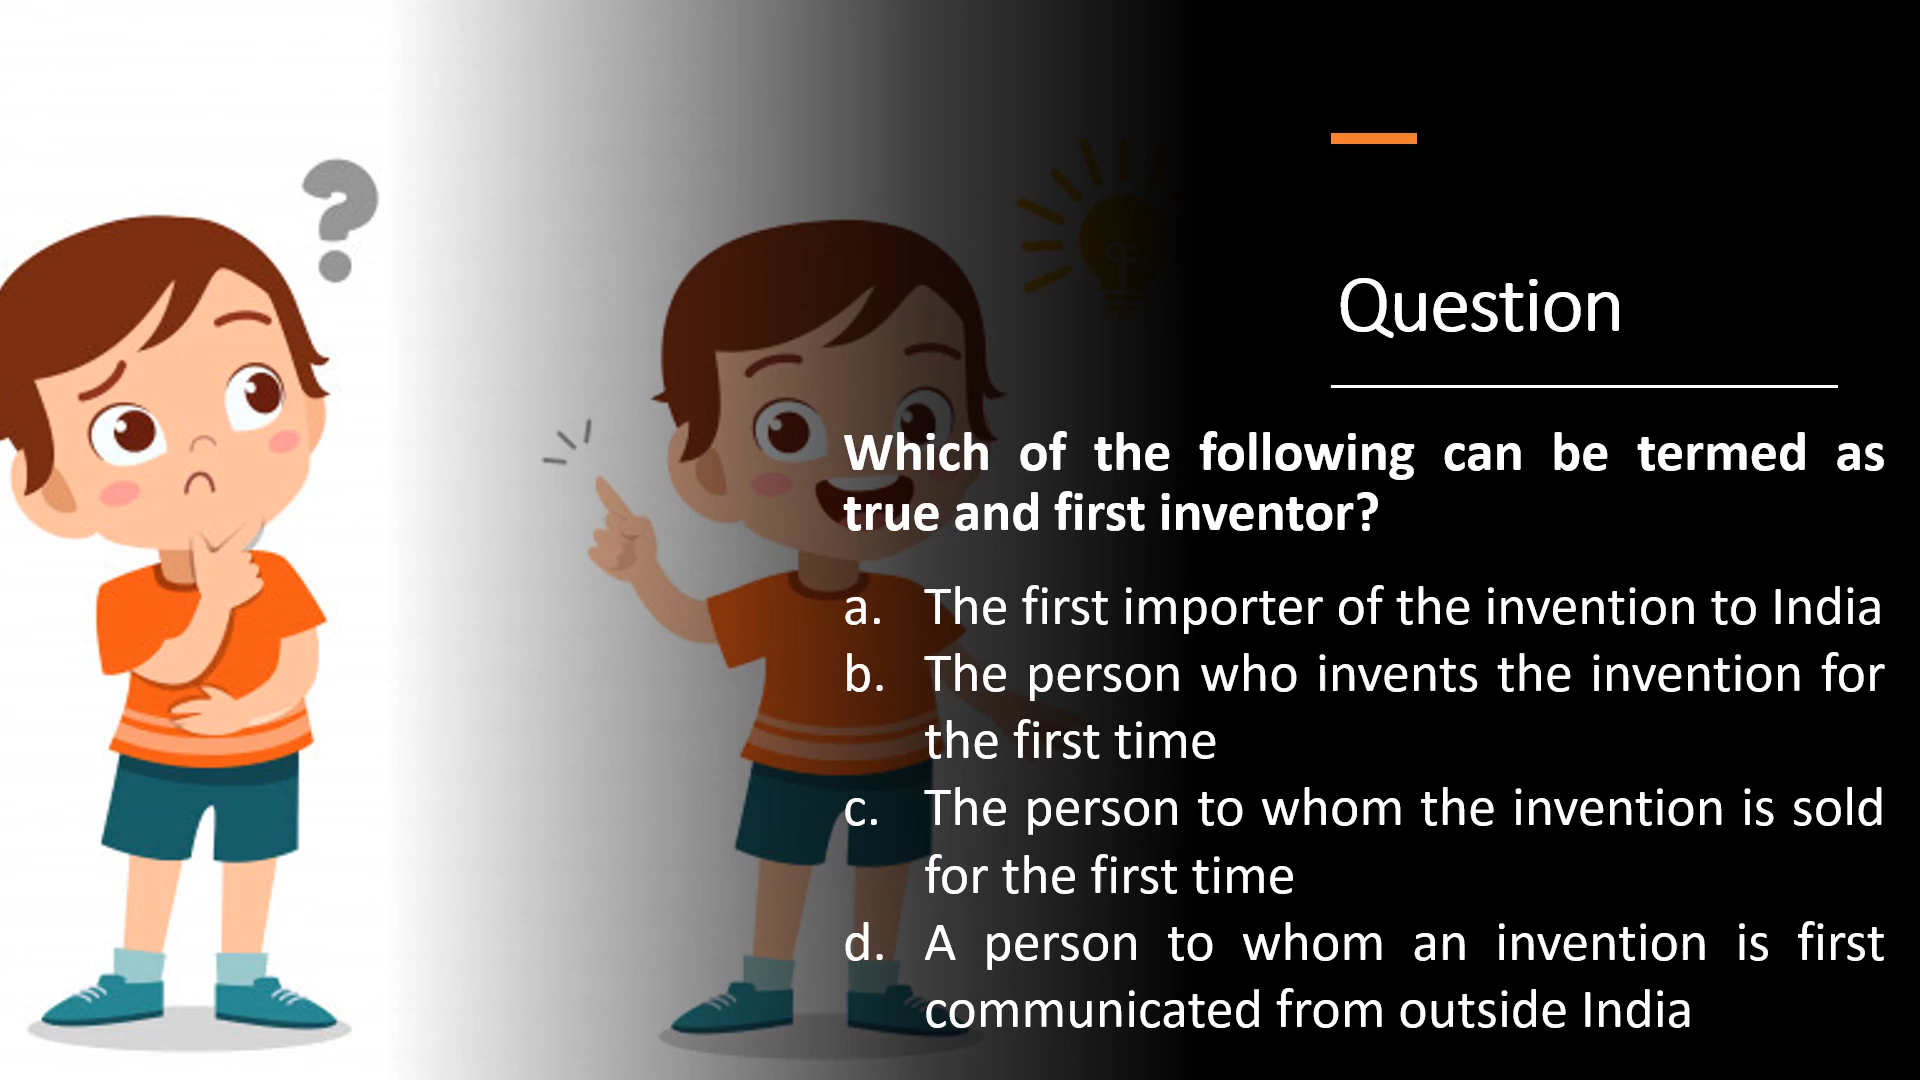 ?
Question
Which of the following can be termed as
true and first inventor?
a. The first importer of the invention to India
b. The person who invents the invention for
the first time
c. The person to whom the invention is sold
for the first time
d. A person to whom an invention is first
communicated from outside India